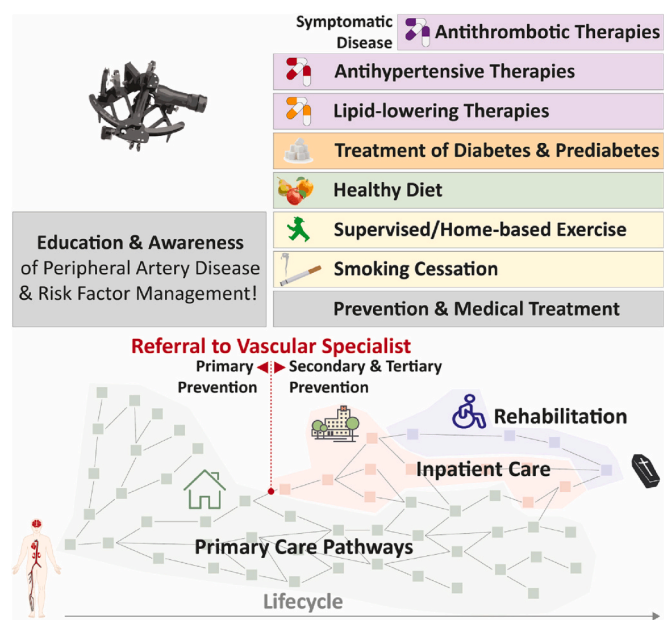 Symptomatic
Disease
Antithrombotic Therapies
Antihypertensive Therapies
Lipid-lowering Therapies
Treatment of Diabetes & Prediabetes
Healthy Diet
Education & Awareness
of Peripheral Artery Disease
& Risk Factor Management!
Supervised/Home-based Exercise
Smoking Cessation
Prevention & Medical Treatment
Referral to Vascular Specialist
Primary
Prevention
Secondary & Tertiary
Prevention
Rehabilitation
Inpatient Care
Primary Care Pathways
Lifecycle